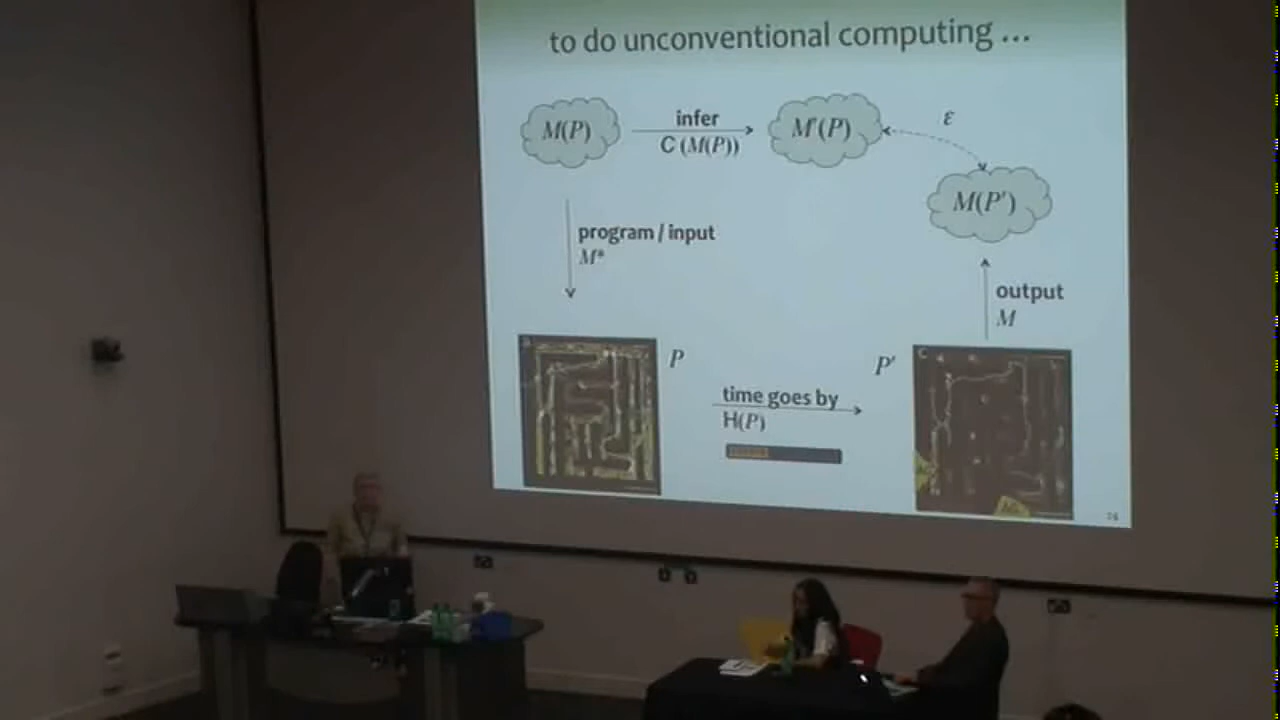 to do unconventional computing ...
M(P)
infer
C (M(P))
M'(P)
ε
M(P')
program / input
M*
output
M
P
time goes by
H(P)
P'
C